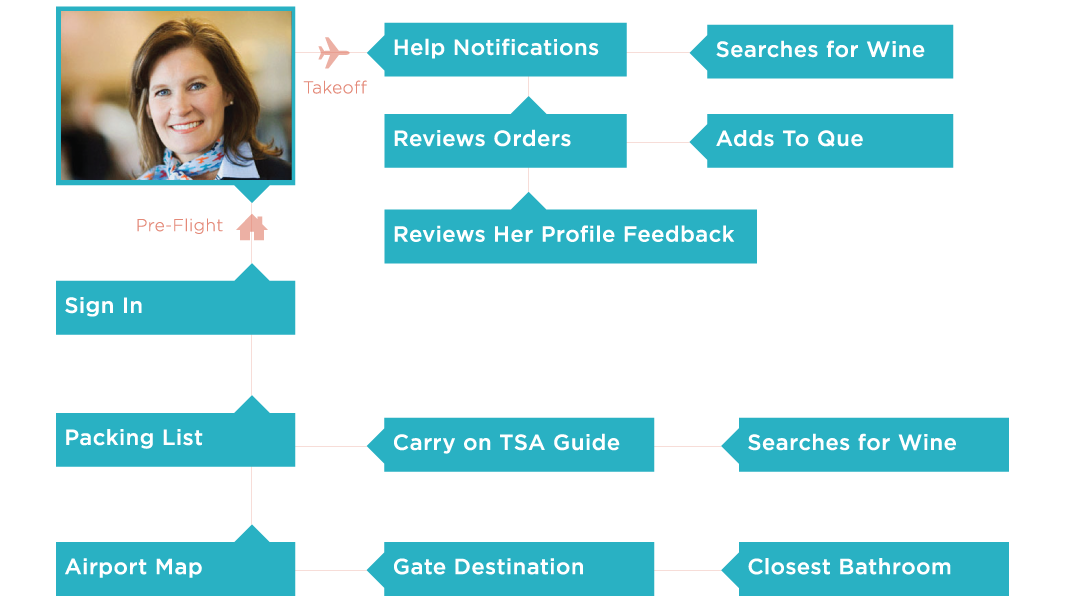 Takeoff
Help Notifications
Searches for Wine
Reviews Orders
Adds To Que
Pre-Flight
Reviews Her Profile Feedback
Sign In
Packing List
Carry on TSA Guide
Searches for Wine
Airport Map
Gate Destination
Closest Bathroom